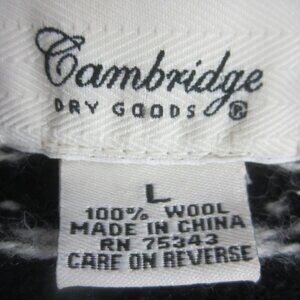 Cambridge
DRY GOODS ®
L
100% WOOL
MADE IN CHINA
RN 75343
CARE ON REVERSE